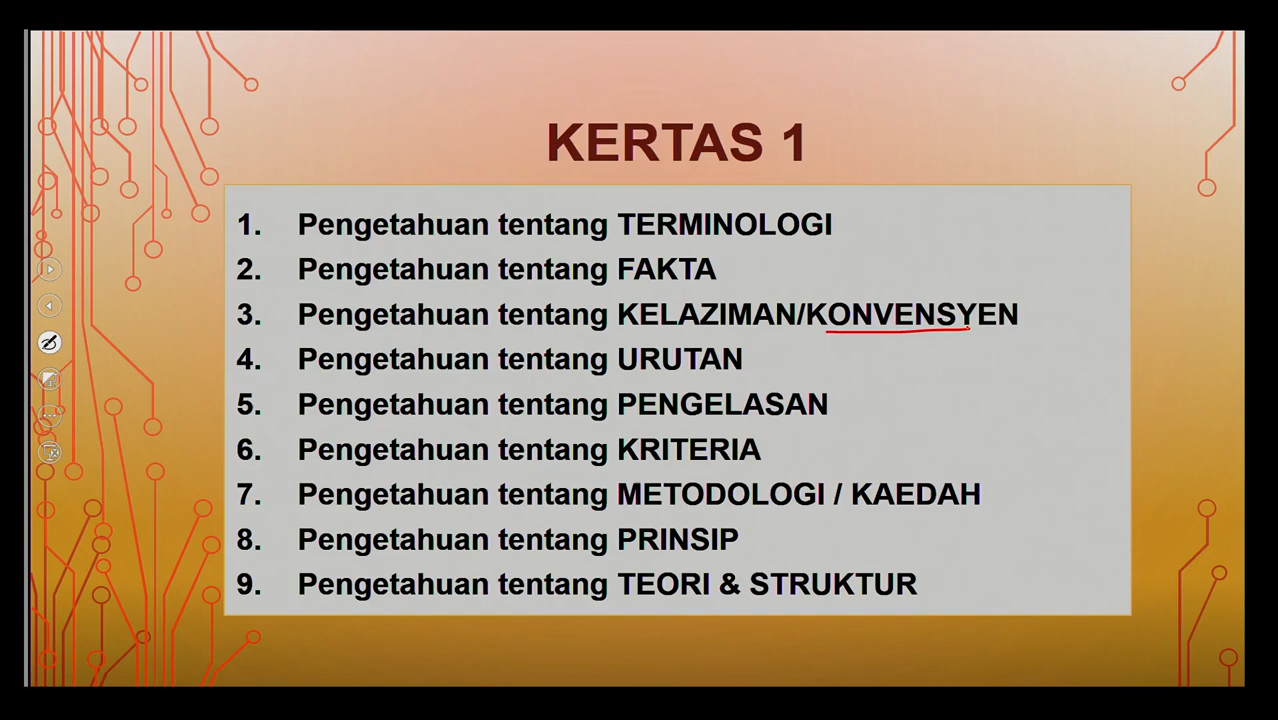 KERTAS 1
1. Pengetahuan tentang TERMINOLOGI
2. Pengetahuan tentang FAKTA
3. Pengetahuan tentang KELAZIMAN/KONVENSYEN
4. Pengetahuan tentang URUTAN
5. Pengetahuan tentang PENGELASAN
6. Pengetahuan tentang KRITERIA
7. Pengetahuan tentang METODOLOGI / KAEDAH
8. Pengetahuan tentang PRINSIP
9. Pengetahuan tentang TEORI & STRUKTUR